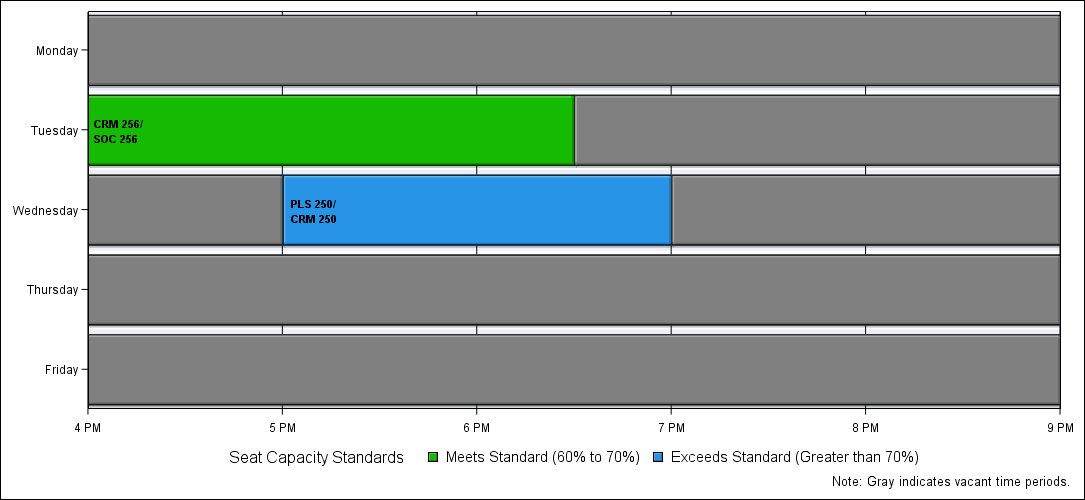 Monday
Tuesday
CRM 256/
SOC 256
Wednesday
PLS 250/
CRM 250
Thursday
Friday
4 PM 5 PM 6 PM 7 PM 8 PM 9 PM
Seat Capacity Standards Meets Standard (60% to 70%) Exceeds Standard (Greater than 70%)
Note: Gray indicates vacant time periods.